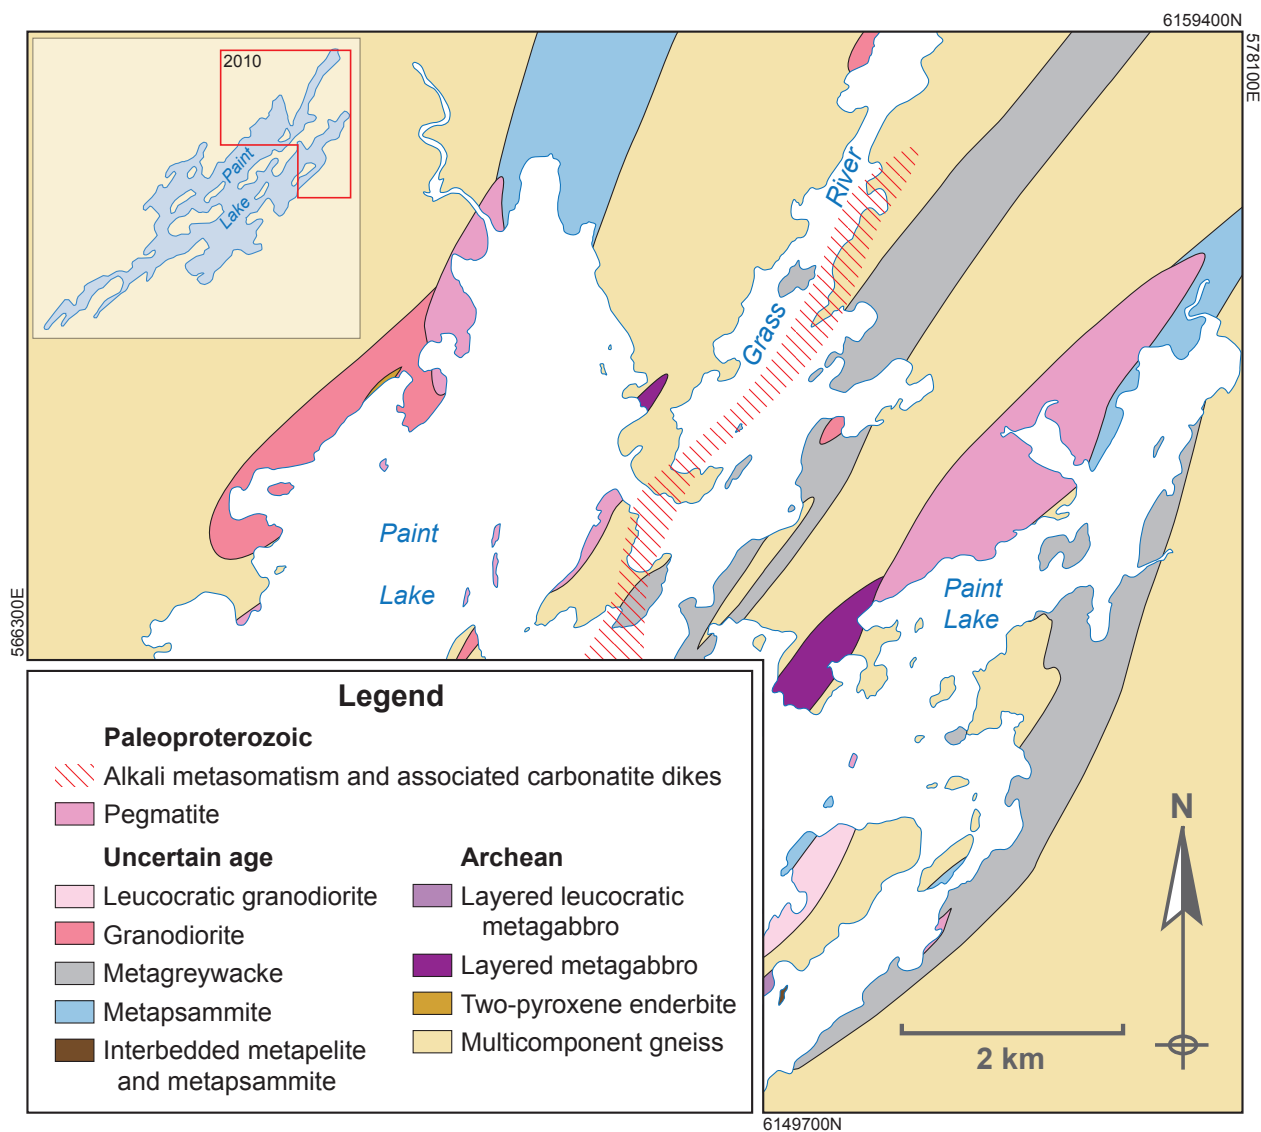 6159400N
578100E
2010
Paint
Lake
River
Grass
Paint
Lake
Paint
Lake
566300E
Legend
Paleoproterozoic
Alkali metasomatism and associated carbonatite dikes
Pegmatite
Uncertain age
Leucocratic granodiorite
Granodiorite
Metagreywacke
Metapsammite
Interbedded metapelite
and metapsammite
Archean
Layered leucocratic
metagabbro
Layered metagabbro
Two-pyroxene enderbite
Multicomponent gneiss
N
2 km
6149700N